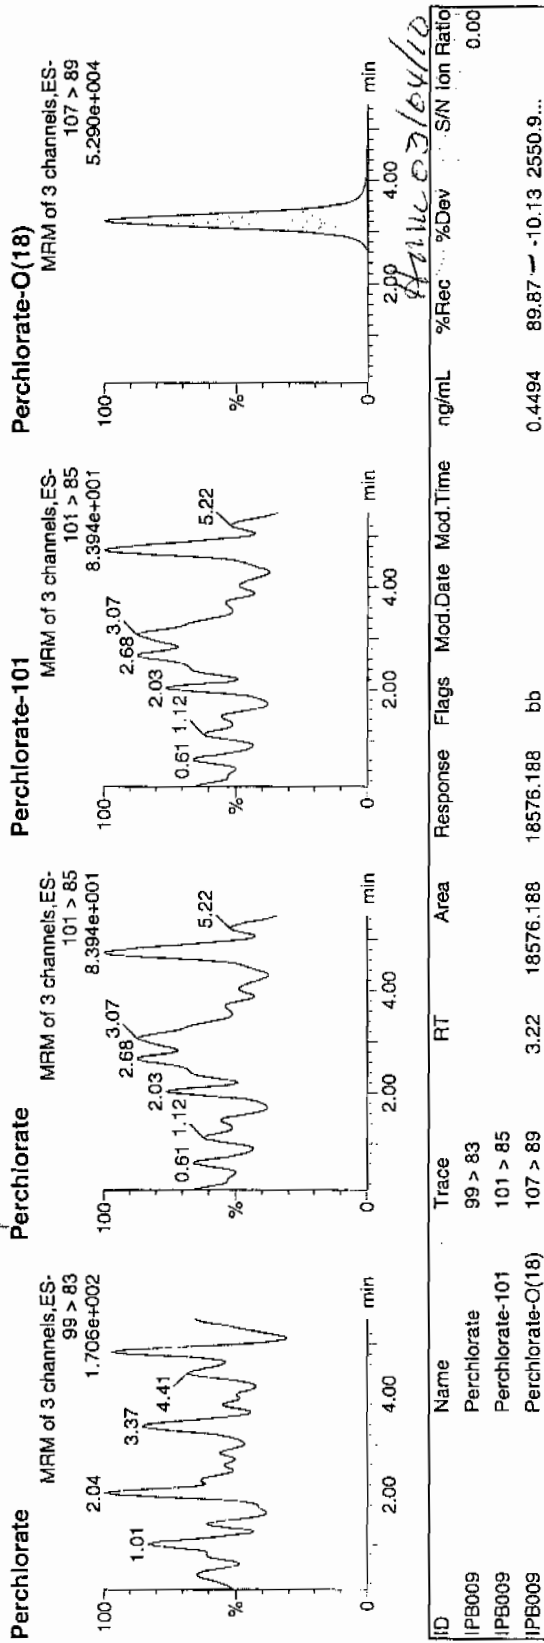 Perchlorate
MRM of 3 channels,ES-
99 > 83
1.706e+002
100
%
0
1.01
2.04
3.37
4.41
2.00
4.00
min
Perchlorate
MRM of 3 channels,ES-
101 > 85
8.394e+001
100
%
0
0.61
1.12
2.03
2.68
3.07
5.22
2.00
4.00
min
Perchlorate-101
MRM of 3 channels,ES-
101 > 85
8.394e+001
100
%
0
0.61
1.12
2.03
2.68
3.07
5.22
2.00
4.00
min
Perchlorate-O(18)
MRM of 3 channels,ES-
107 > 89
5.290e+004
100
%
0
2.00
4.00
min
03/04/10
ID Name Trace RT Area Response Flags Mod.Date Mod.Time ng/mL %Rec %Dev S/N Ion Ratio
IPB009 Perchlorate 99 > 83 0.00
IPB009 Perchlorate-101 101 > 85
IPB009 Perchlorate-O(18) 107 > 89 3.22 18576.188 18576.188 bb 0.4494 89.87 -10.13 2550.9...